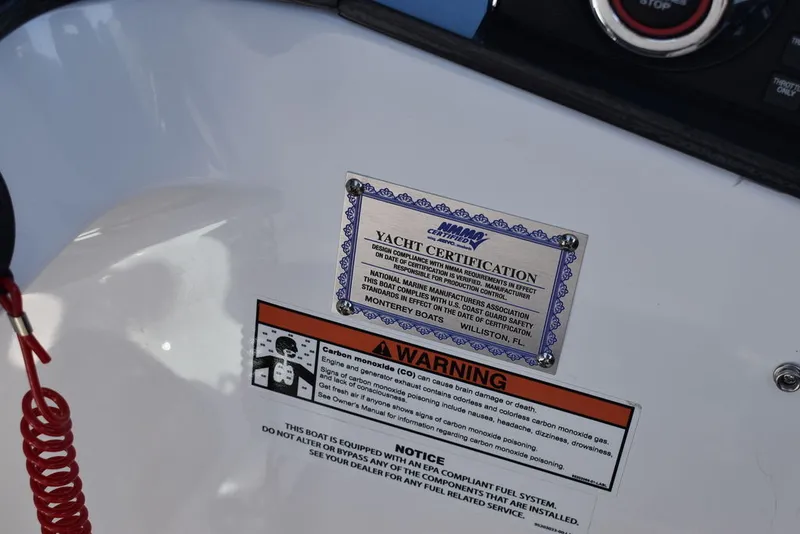 STOP
THROTTLE
ONLY
NMMA
CERTIFIED
YACHT CERTIFICATION
DESIGN COMPLIANCE WITH NMMA REQUIREMENTS IN EFFECT
ON DATE OF CERTIFICATION IS VERIFIED. MANUFACTURER
RESPONSIBLE FOR PRODUCTION CONTROL.
NATIONAL MARINE MANUFACTURERS ASSOCIATION
THIS BOAT COMPLIES WITH U.S. COAST GUARD SAFETY
STANDARDS IN EFFECT ON THE DATE OF CERTIFICATON.
MONTEREY BOATS WILLISTON, FL.
WARNING
Carbon monoxide (CO) can cause brain damage or death.
Engine and generator exhaust contains odorless and colorless carbon monoxide gas.
Signs of carbon monoxide poisoning include nausea, headache, dizziness, drowsiness,
and lack of consciousness.
Get fresh air if anyone shows signs of carbon monoxide poisoning.
See Owner's Manual for information regarding carbon monoxide poisoning.
NOTICE
THIS BOAT IS EQUIPPED WITH AN EPA COMPLIANT FUEL SYSTEM.
DO NOT ALTER OR BYPASS ANY OF THE COMPONENTS THAT ARE INSTALLED.
SEE YOUR DEALER FOR ANY FUEL RELATED SERVICE.